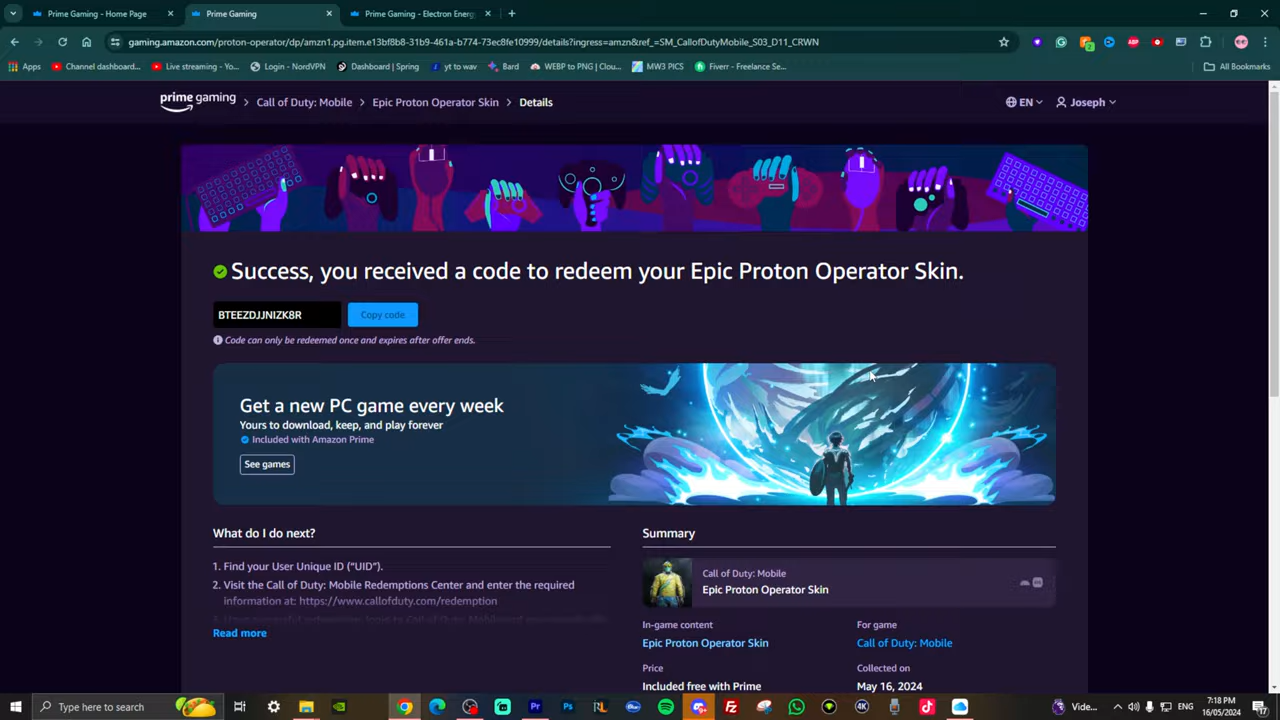 Prime Gaming - Home Page
Prime Gaming
Prime Gaming - Electron Energ
gaming.amazon.com/proton-operator/dp/amzn1.pg.item.e13bf8b8-31b9-461a-b774-73ec8fe10999/details?ingress=amzn&ref_=SM_CallofDutyMobile_S03_D11_CRWN
Apps Channel dashboard... Live streaming - Yo... Login - NordVPN Dashboard | Spring yt to wav Bard WEBP to PNG | Clou... MW3 PICS Fiverr - Freelance Se... All Bookmarks
prime gaming > Call of Duty: Mobile > Epic Proton Operator Skin > Details EN Joseph
Success, you received a code to redeem your Epic Proton Operator Skin.
BTEEZDJJNIZK8R Copy code
Code can only be redeemed once and expires after offer ends.
Get a new PC game every week
Yours to download, keep, and play forever
Included with Amazon Prime
See games
What do I do next?
1. Find your User Unique ID (“UID”).
2. Visit the Call of Duty: Mobile Redemptions Center and enter the required
information at: https://www.callofduty.com/redemption
Read more
Summary
Call of Duty: Mobile
Epic Proton Operator Skin
In-game content
Epic Proton Operator Skin
For game
Call of Duty: Mobile
Price
Included free with Prime
Collected on
May 16, 2024
Type here to search
Vide...
ENG
7:18 PM
16/05/2024